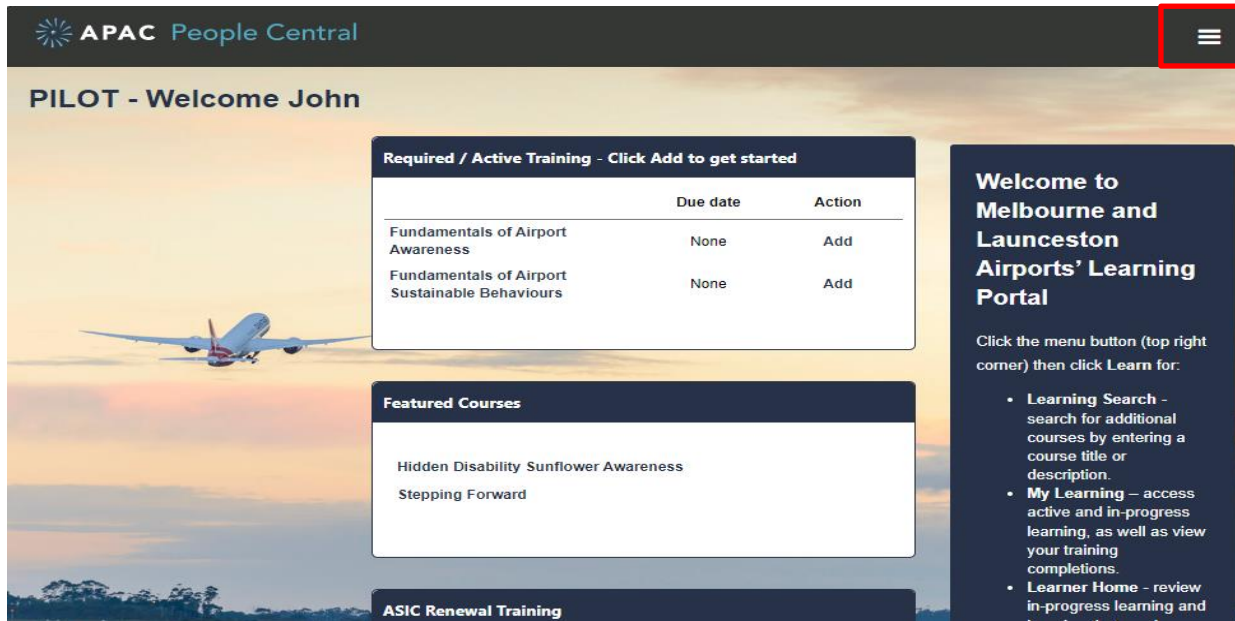 APAC People Central
PILOT - Welcome John
Required / Active Training - Click Add to get started
Due date Action
Fundamentals of Airport
Awareness
None Add
Fundamentals of Airport
Sustainable Behaviours
None Add
Featured Courses
Hidden Disability Sunflower Awareness
Stepping Forward
ASIC Renewal Training
Welcome to
Melbourne and
Launceston
Airports’ Learning
Portal
Click the menu button (top right
corner) then click Learn for:
• Learning Search -
search for additional
courses by entering a
course title or
description.
• My Learning – access
active and in-progress
learning, as well as view
your training
completions.
• Learner Home - review
in-progress learning and